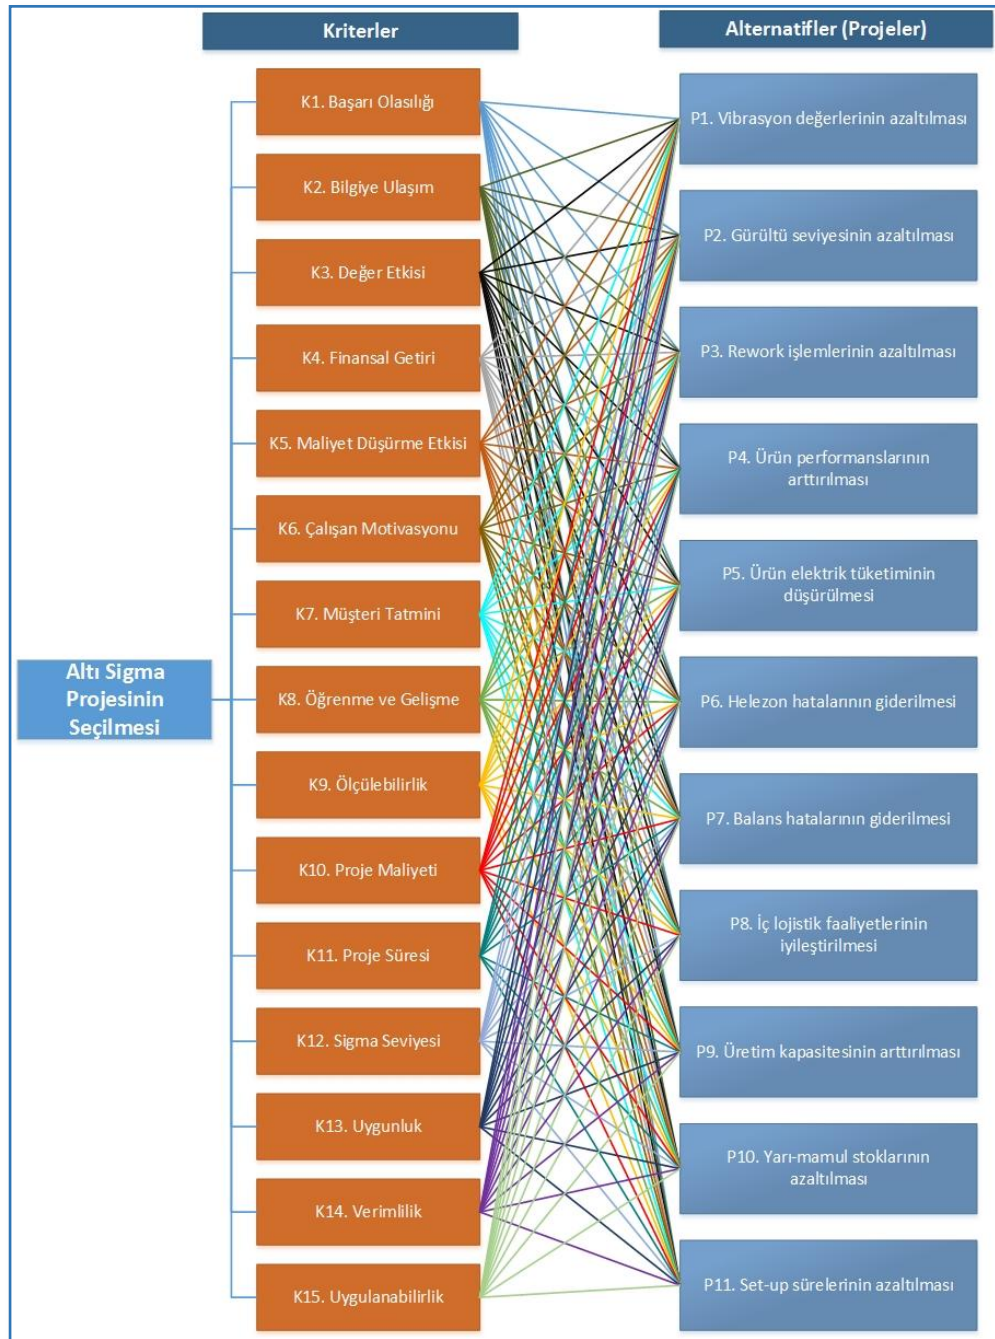 Kriterler
Alternatifler (Projeler)
Altı Sigma
Projesinin
Seçilmesi
K1. Başarı Olasılığı
K2. Bilgiye Ulaşım
K3. Değer Etkisi
K4. Finansal Getiri
K5. Maliyet Düşürme Etkisi
K6. Çalışan Motivasyonu
K7. Müşteri Tatmini
K8. Öğrenme ve Gelişme
K9. Ölçülebilirlik
K10. Proje Maliyeti
K11. Proje Süresi
K12. Sigma Seviyesi
K13. Uygunluk
K14. Verimlilik
K15. Uygulanabilirlik
P1. Vibrasyon değerlerinin azaltılması
P2. Gürültü seviyesinin azaltılması
P3. Rework işlemlerinin azaltılması
P4. Ürün performanslarının
arttırılması
P5. Ürün elektrik tüketiminin
düşürülmesi
P6. Helezon hatalarının giderilmesi
P7. Balans hatalarının giderilmesi
P8. İç lojistik faaliyetlerinin
iyileştirilmesi
P9. Üretim kapasitesinin arttırılması
P10. Yarı-mamul stoklarının
azaltılması
P11. Set-up sürelerinin azaltılması